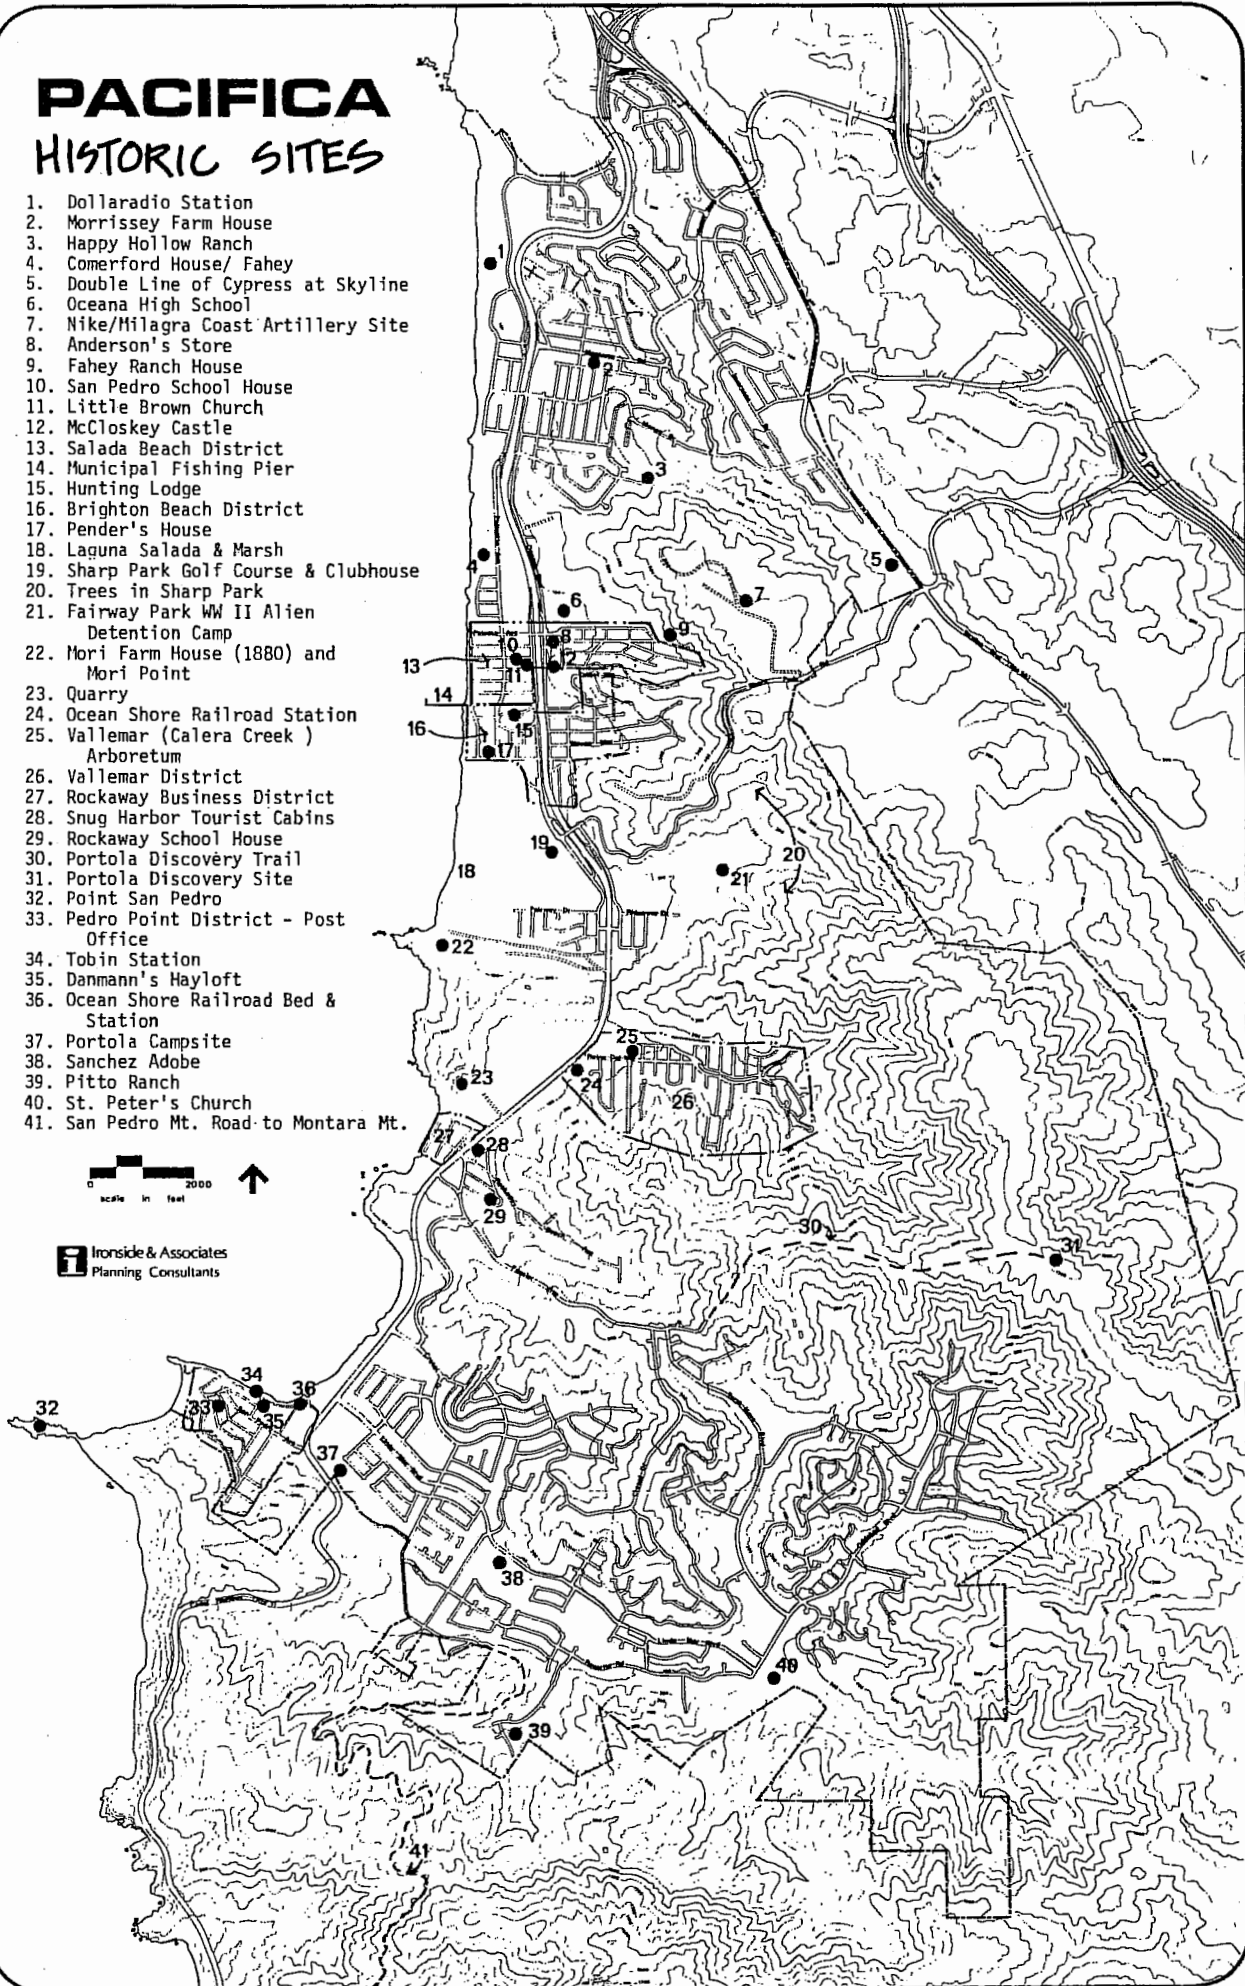 PACIFICA
HISTORIC SITES
1. Dollaradio Station
2. Morrissey Farm House
3. Happy Hollow Ranch
4. Comerford House/ Fahey
5. Double Line of Cypress at Skyline
6. Oceana High School
7. Nike/Milagra Coast Artillery Site
8. Anderson's Store
9. Fahey Ranch House
10. San Pedro School House
11. Little Brown Church
12. McCloskey Castle
13. Salada Beach District
14. Municipal Fishing Pier
15. Hunting Lodge
16. Brighton Beach District
17. Pender's House
18. Laguna Salada & Marsh
19. Sharp Park Golf Course & Clubhouse
20. Trees in Sharp Park
21. Fairway Park WW II Alien
Detention Camp
22. Mori Farm House (1880) and
Mori Point
23. Quarry
24. Ocean Shore Railroad Station
25. Vallemar (Calera Creek )
Arboretum
26. Vallemar District
27. Rockaway Business District
28. Snug Harbor Tourist Cabins
29. Rockaway School House
30. Portola Discovery Trail
31. Portola Discovery Site
32. Point San Pedro
33. Pedro Point District - Post
Office
34. Tobin Station
35. Danmann's Hayloft
36. Ocean Shore Railroad Bed &
Station
37. Portola Campsite
38. Sanchez Adobe
39. Pitto Ranch
40. St. Peter's Church
41. San Pedro Mt. Road to Montara Mt.
0 2000
scale in feet
i Ironside & Associates
Planning Consultants
1
2
3
4
5
6
7
8
9
0
11
12
13
14
15
16
17
18
19
20
21
22
23
24
25
26
27
28
29
30
31
32
33
34
35
36
37
38
39
40
41